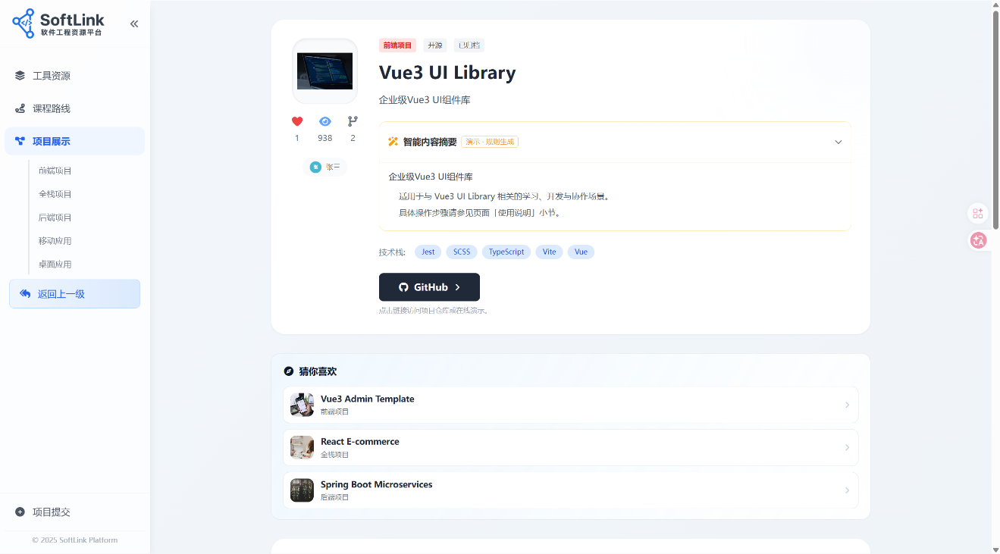 SoftLink
软件工程资源平台
工具资源
课程路线
项目展示
前端项目
全栈项目
后端项目
移动应用
桌面应用
返回上一级
项目提交
© 2025 SoftLink Platform
前端项目 开源 已归档
Vue3 UI Library
企业级Vue3 UI组件库
1 938 2
张 张三
智能内容摘要 演示 · 规则生成
企业级Vue3 UI组件库
适用于与 Vue3 UI Library 相关的学习、开发与协作场景。
具体操作步骤请参见页面「使用说明」小节。
技术栈: Jest SCSS TypeScript Vite Vue
GitHub
点击链接访问项目仓库或在线演示。
猜你喜欢
Vue3 Admin Template
前端项目
React E-commerce
全栈项目
Spring Boot Microservices
后端项目